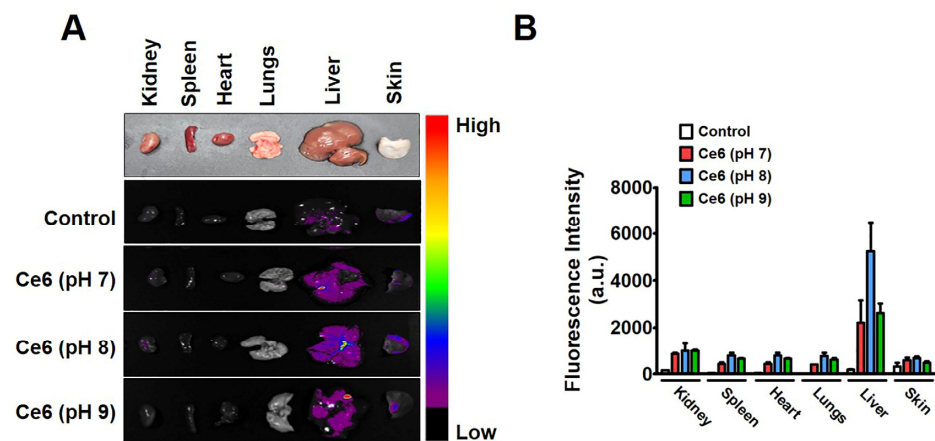 A
Kidney
Spleen
Heart
Lungs
Liver
Skin
High
Control
Ce6 (pH 7)
Ce6 (pH 8)
Ce6 (pH 9)
Low
B
Control
Ce6 (pH 7)
Ce6 (pH 8)
Ce6 (pH 9)
Fluorescence Intensity
(a.u.)
8000
6000
4000
2000
0
Kidney
Spleen
Heart
Lungs
Liver
Skin